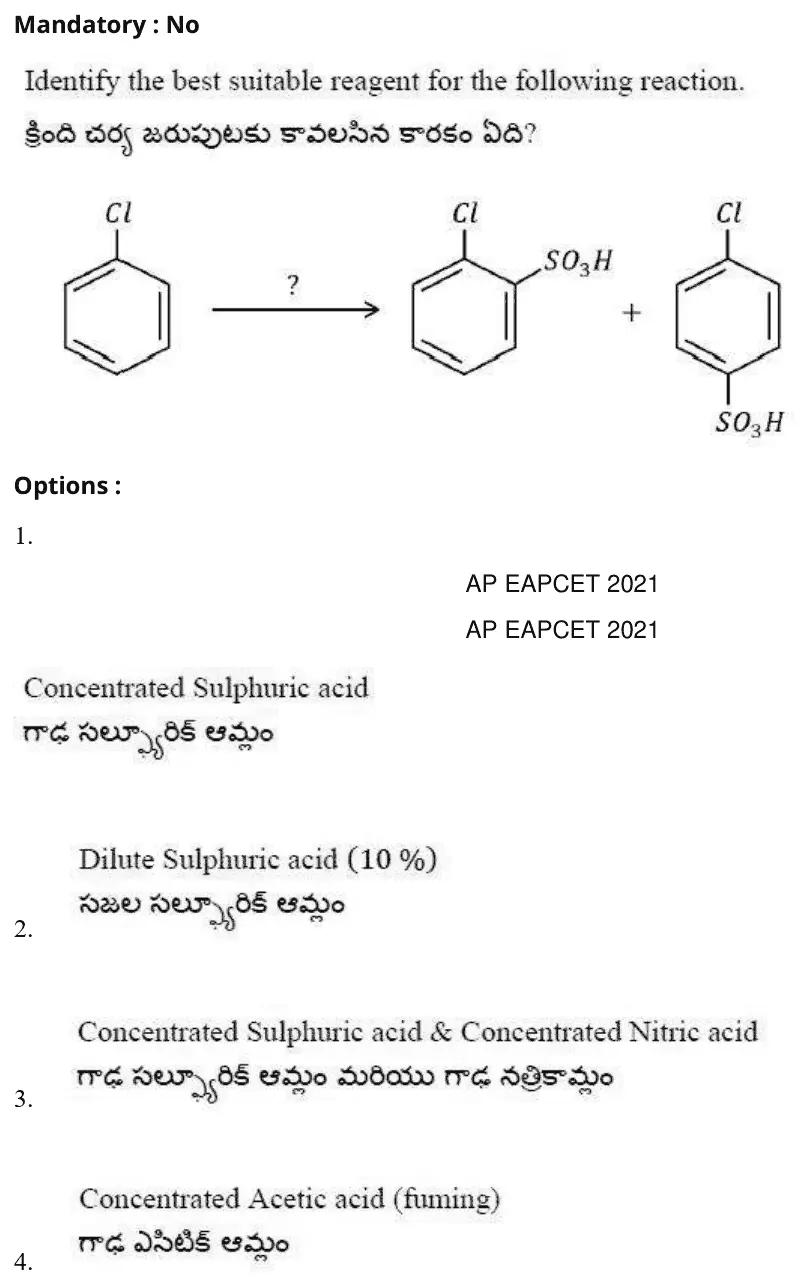 Mandatory : No
Identify the best suitable reagent for the following reaction.
క్రింది చర్య జరుపుటకు కావలసిన కారకం ఏది?
Cl Cl Cl
SO₃H
?
+
SO₃H
Options :
1.
AP EAPCET 2021
AP EAPCET 2021
Concentrated Sulphuric acid
గాఢ సల్ఫ్యూరిక్ ఆమ్లం
Dilute Sulphuric acid (10 %)
సజల సల్ఫ్యూరిక్ ఆమ్లం
2.
Concentrated Sulphuric acid & Concentrated Nitric acid
గాఢ సల్ఫ్యూరిక్ ఆమ్లం మరియు గాఢ నత్రికామ్లం
3.
Concentrated Acetic acid (fuming)
గాఢ ఎసిటిక్ ఆమ్లం
4.